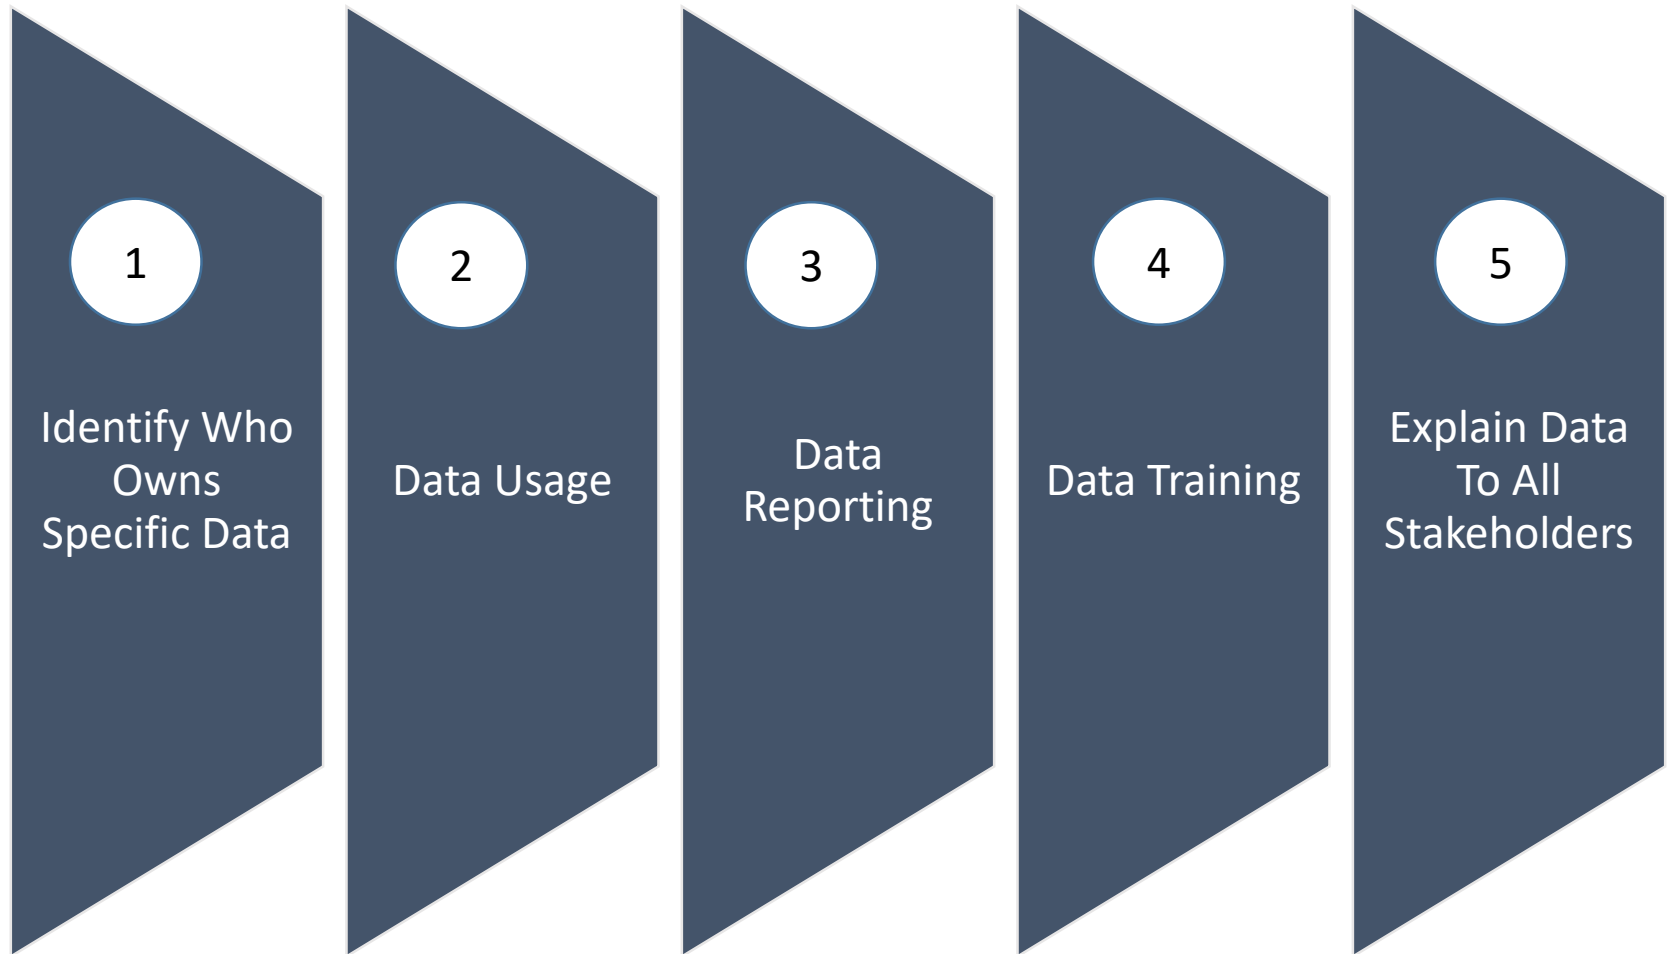 1
Identify Who
Owns
Specific Data
2
Data Usage
3
Data
Reporting
4
Data Training
5
Explain Data
To All
Stakeholders